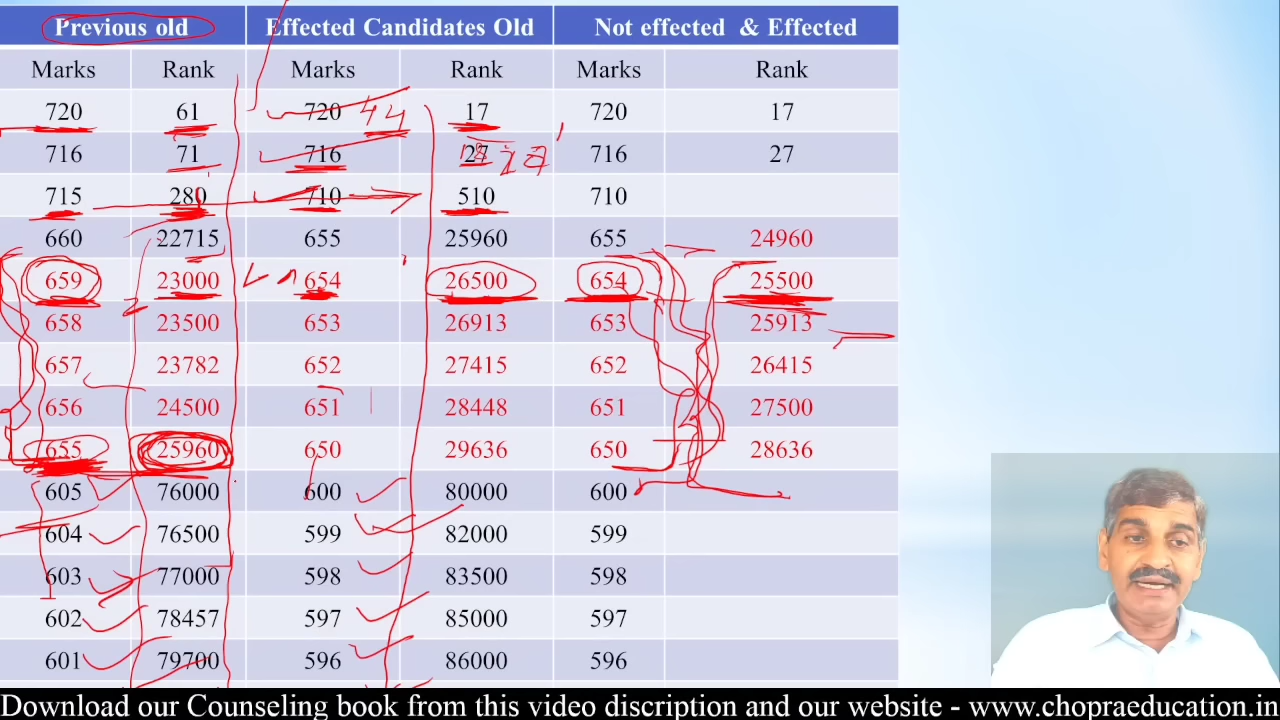 Previous old Effected Candidates Old Not effected & Effected
Marks Rank Marks Rank Marks Rank
720 61 720 44 17 720 17
716 71 716 27 716 27
715 280 710 510 710
660 22715 655 25960 655 24960
659 23000 654 26500 654 25500
658 23500 653 26913 653 25913
657 23782 652 27415 652 26415
656 24500 651 28448 651 27500
655 25960 650 29636 650 28636
605 76000 600 80000 600
604 76500 599 82000 599
603 77000 598 83500 598
602 78457 597 85000 597
601 79700 596 86000 596
Download our Counseling book from this video discription and our website - www.chopraeducation.in